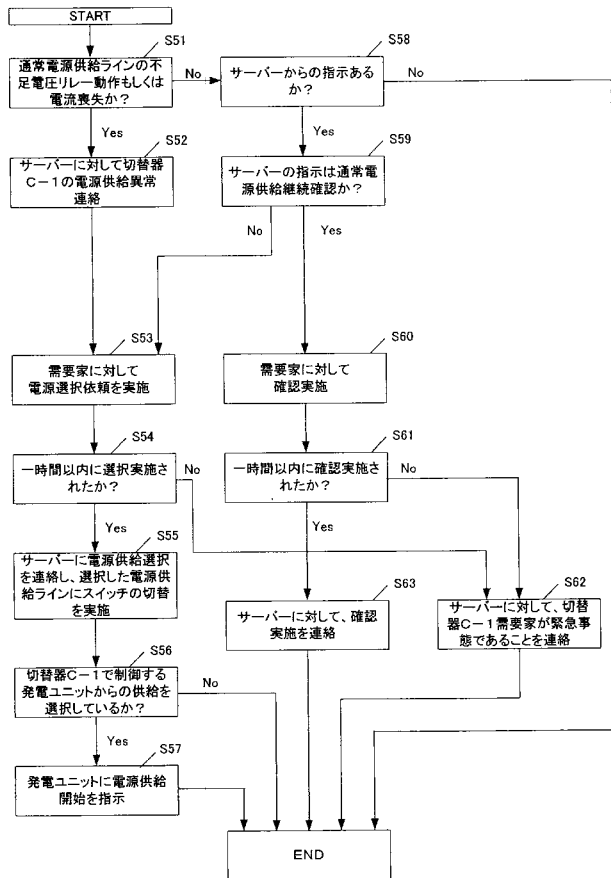 START
S51
通常電源供給ラインの不
足電圧リレー動作もしくは
電流喪失か？
No
Yes
S58
サーバーからの指示ある
か？
No
Yes
S52
サーバーに対して切替器
C－1の電源供給異常
連絡
S59
サーバーの指示は通常電
源供給継続確認か？
No
Yes
S53
需要家に対して
電源選択依頼を実施
S60
需要家に対して
確認実施
S54
一時間以内に選択実施
されたか？
No
Yes
S61
一時間以内に確認実施さ
れたか？
No
Yes
S55
サーバーに電源供給選択
を連絡し、選択した電源供
給ラインにスイッチの切替
を実施
S63
サーバーに対して、確認
実施を連絡
S62
サーバーに対して、切替
器C－1需要家が緊急事
態であることを連絡
S56
切替器C－1で制御する
発電ユニットからの供給を
選択しているか？
No
Yes
S57
発電ユニットに電源供給
開始を指示
END